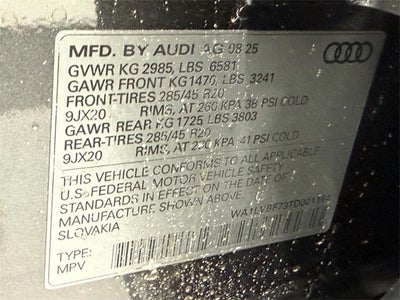 MFD. BY AUDI AG 08 25
GVWR KG 2985, LBS 6581
GAWR FRONT KG 1470, LBS 3241
FRONT-TIRES 285/45 R20
9JX20 RIMS, AT 260 KPA 38 PSI COLD
GAWR REAR KG 1725 LBS 3803
REAR-TIRES 285/45 R20
9JX20 RIMS, AT 280 KPA 41 PSI COLD
THIS VEHICLE CONFORMS TO ALL APPLICABLE
U.S. FEDERAL MOTOR VEHICLE SAFETY
STANDARDS IN EFFECT ON THE DATE OF
MANUFACTURE SHOWN ABOVE.
SLOVAKIA
TYPE:
MPV